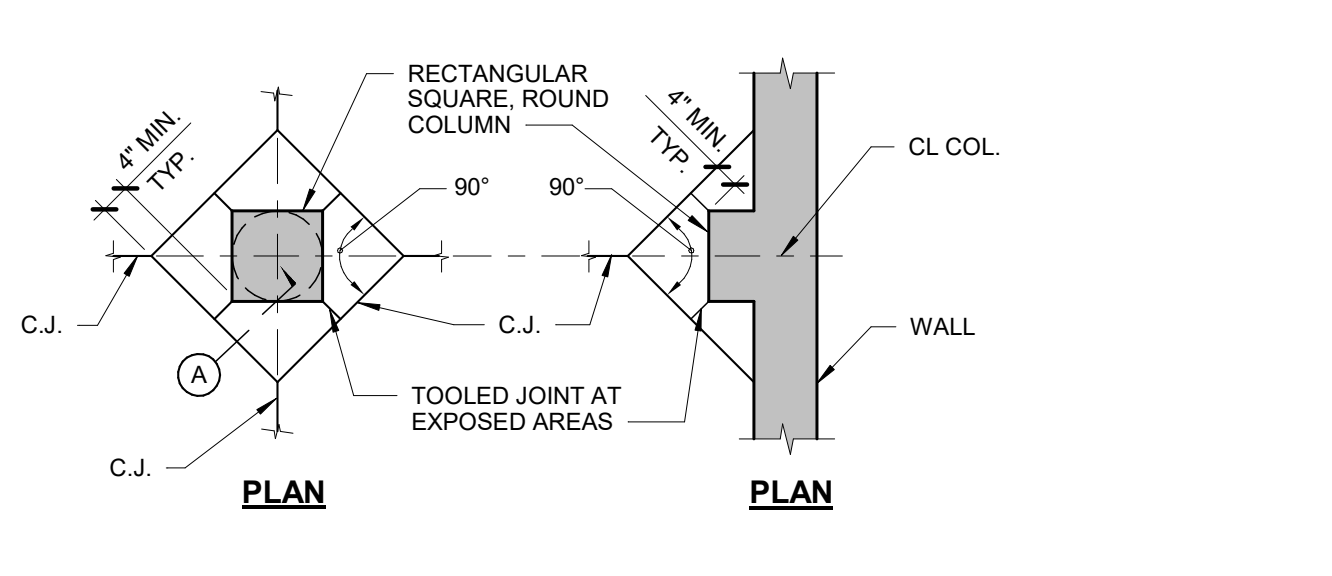 RECTANGULAR
SQUARE, ROUND
COLUMN
4" MIN.
TYP.
4" MIN.
TYP.
CL COL.
90°
90°
C.J.
C.J.
WALL
A
TOOLED JOINT AT
EXPOSED AREAS
C.J.
PLAN
PLAN